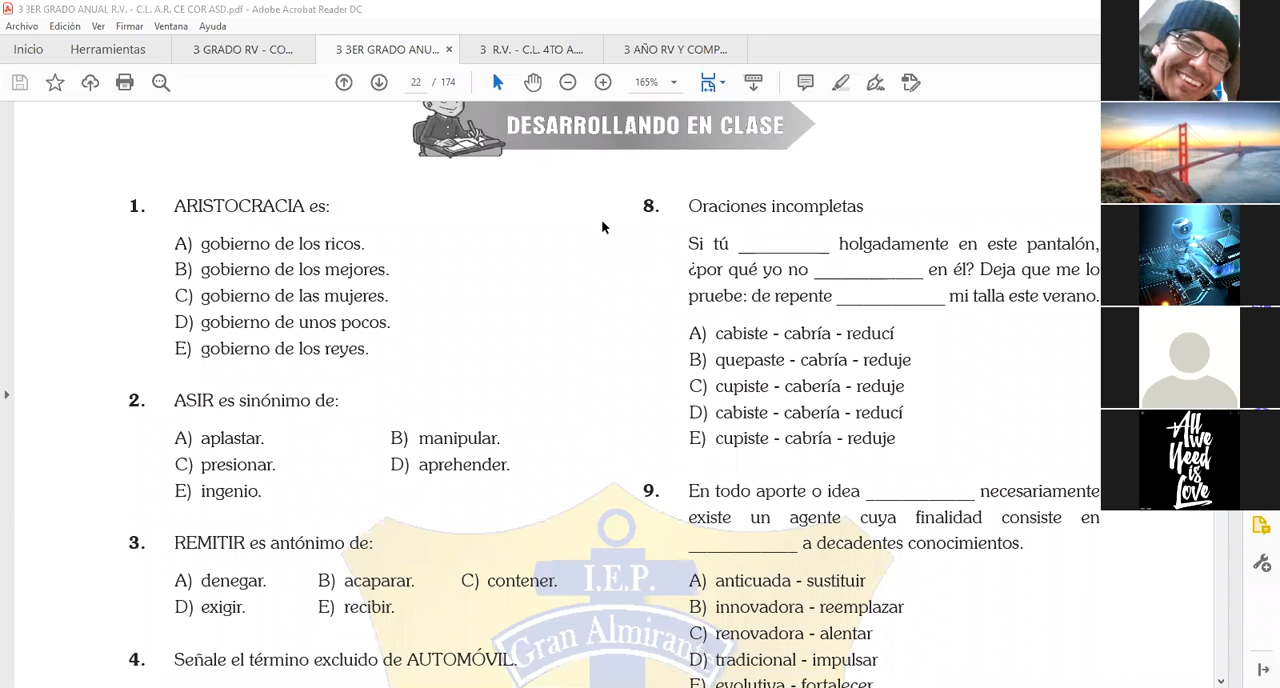 3 3ER GRADO ANUAL R.V. - C.L. A.R. CE COR ASD.pdf - Adobe Acrobat Reader DC
Archivo Edición Ver Firmar Ventana Ayuda
Inicio Herramientas 3 GRADO RV - CO... 3 3ER GRADO ANU... × 3 R.V. - C.L. 4TO A.... 3 AÑO RV Y COMP...
22 / 174 165%
DESARROLLANDO EN CLASE
1. ARISTOCRACIA es:
A) gobierno de los ricos.
B) gobierno de los mejores.
C) gobierno de las mujeres.
D) gobierno de unos pocos.
E) gobierno de los reyes.
2. ASIR es sinónimo de:
A) aplastar. B) manipular.
C) presionar. D) aprehender.
E) ingenio.
3. REMITIR es antónimo de:
A) denegar. B) acaparar. C) contener.
D) exigir. E) recibir.
4. Señale el término excluido de AUTOMÓVIL.
8. Oraciones incompletas
Si tú _________ holgadamente en este pantalón,
¿por qué yo no ___________ en él? Deja que me lo
pruebe: de repente ___________ mi talla este verano.
A) cabiste - cabría - reducí
B) quepaste - cabría - reduje
C) cupiste - cabería - reduje
D) cabiste - cabería - reducí
E) cupiste - cabría - reduje
9. En todo aporte o idea ___________ necesariamente
existe un agente cuya finalidad consiste en
___________ a decadentes conocimientos.
A) anticuada - sustituir
B) innovadora - reemplazar
C) renovadora - alentar
D) tradicional - impulsar
E) evolutiva - fortalecer
I.E.P.
Gran Almirante
All
we
Need
is
Love